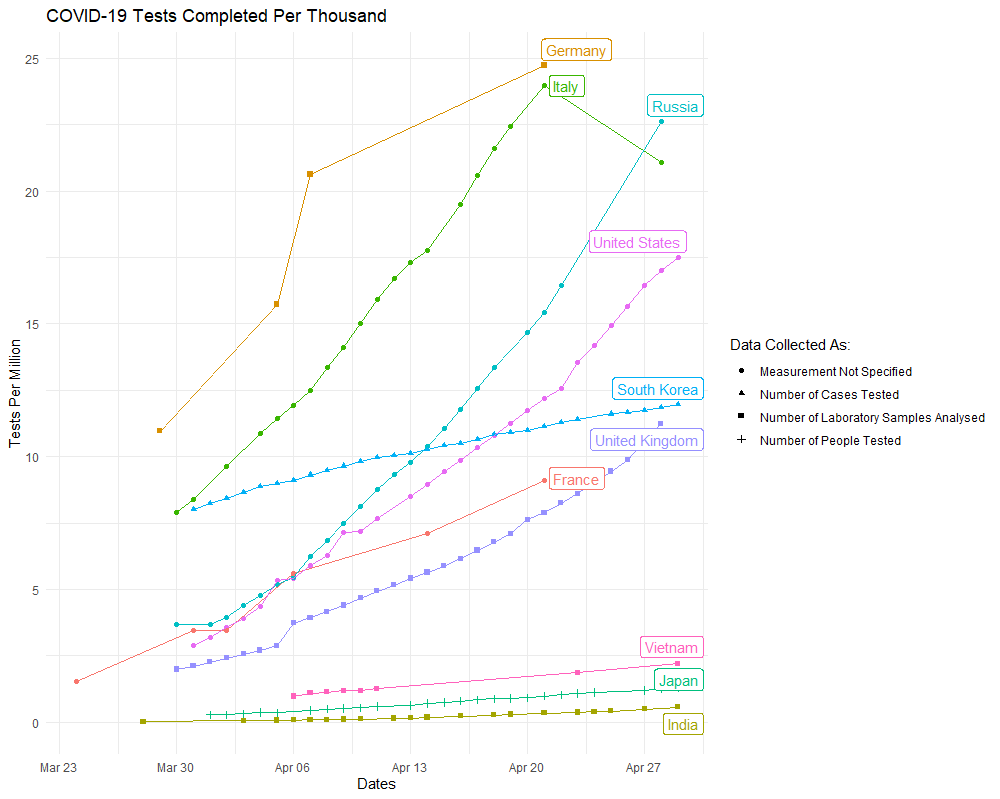 COVID-19 Tests Completed Per Thousand
Tests Per Million
25
20
15
10
5
0
Germany
Italy
Russia
United States
South Korea
United Kingdom
France
Vietnam
Japan
India
Mar 23
Mar 30
Apr 06
Apr 13
Apr 20
Apr 27
Dates
Data Collected As:
Measurement Not Specified
Number of Cases Tested
Number of Laboratory Samples Analysed
Number of People Tested